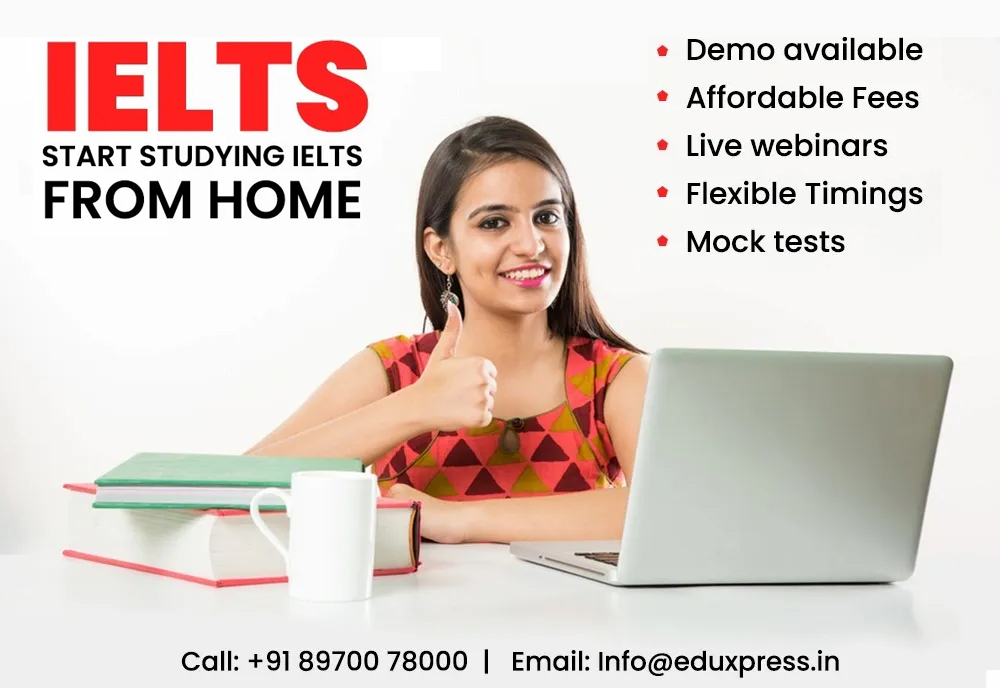 IELTS
START STUDYING IELTS
FROM HOME
Demo available
Affordable Fees
Live webinars
Flexible Timings
Mock tests
Call: +91 89700 78000 | Email: Info@eduxpress.in